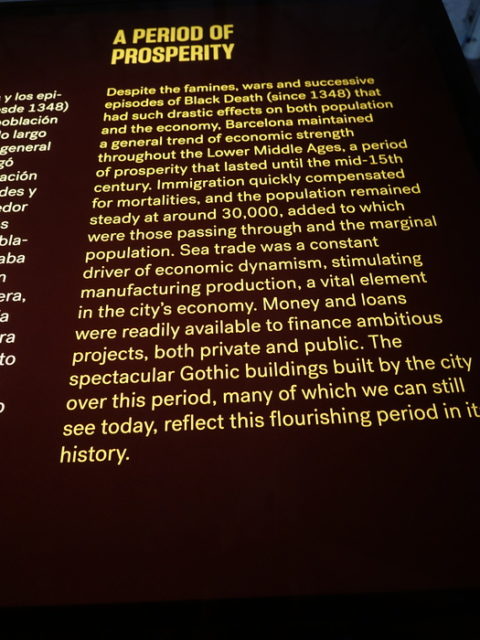 y los epi-
sde 1348)
oblación
lo largo
general
gó
ación
des y
edor
s
bla-
aba
n
era,
ía
ra
to
o
A PERIOD OF
PROSPERITY
Despite the famines, wars and successive
episodes of Black Death (since 1348) that
had such drastic effects on both population
and the economy, Barcelona maintained
a general trend of economic strength
throughout the Lower Middle Ages, a period
of prosperity that lasted until the mid-15th
century. Immigration quickly compensated
for mortalities, and the population remained
steady at around 30,000, added to which
were those passing through and the marginal
population. Sea trade was a constant
driver of economic dynamism, stimulating
manufacturing production, a vital element
in the city's economy. Money and loans
were readily available to finance ambitious
projects, both private and public. The
spectacular Gothic buildings built by the city
over this period, many of which we can still
see today, reflect this flourishing period in it
history.